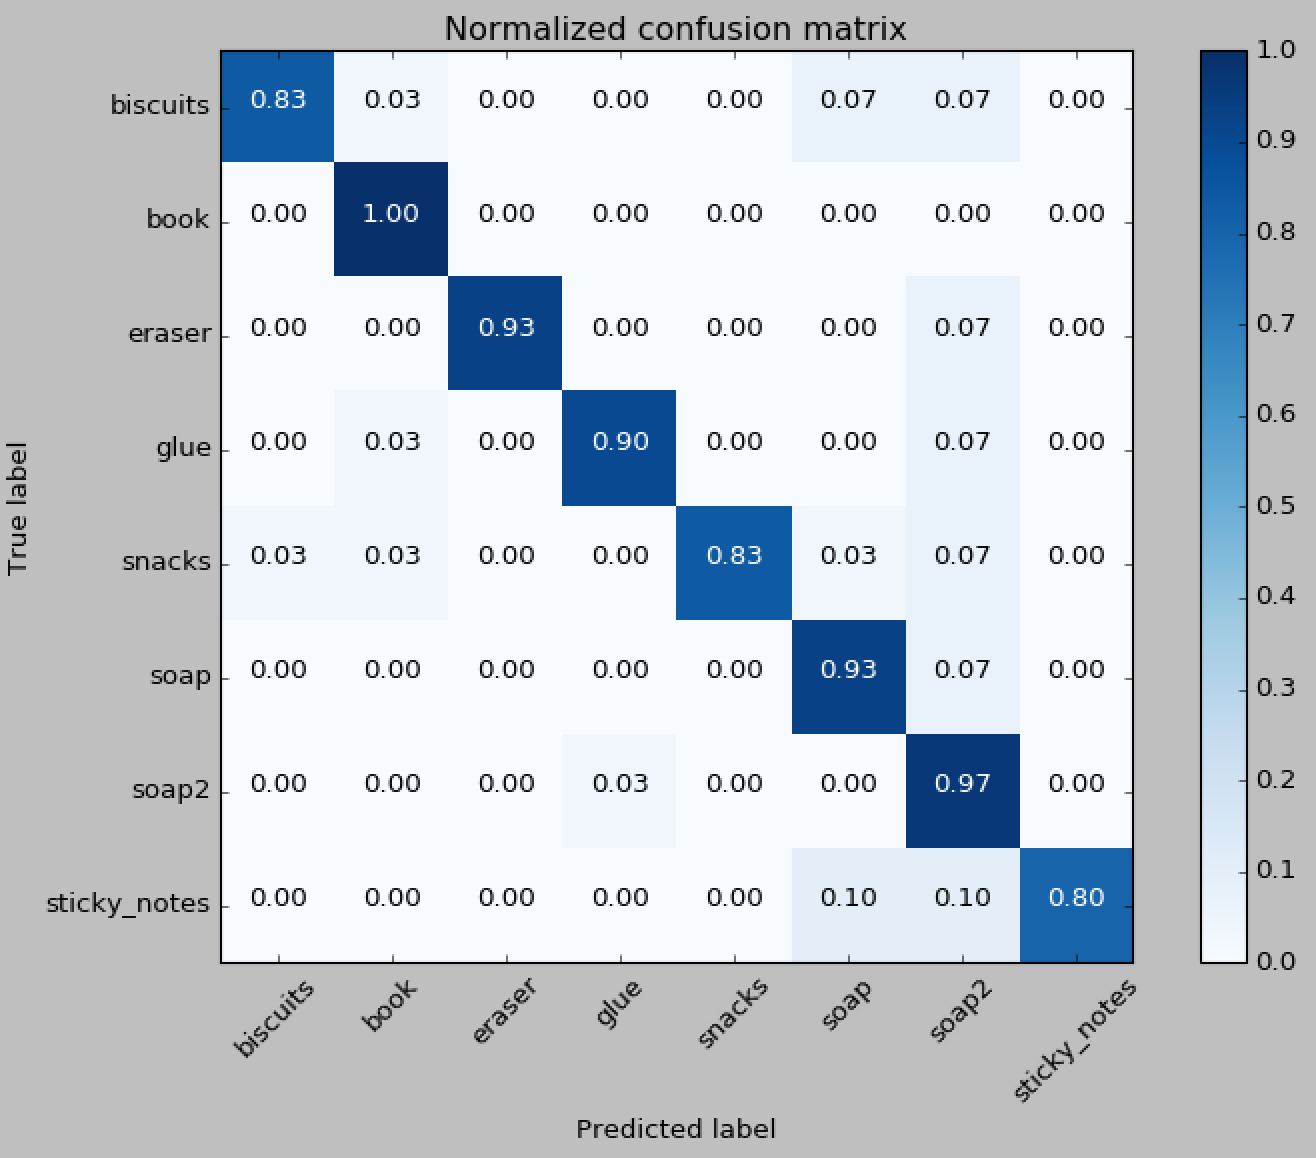 Normalized confusion matrix
biscuits 0.83 0.03 0.00 0.00 0.00 0.07 0.07 0.00
book 0.00 1.00 0.00 0.00 0.00 0.00 0.00 0.00
eraser 0.00 0.00 0.93 0.00 0.00 0.00 0.07 0.00
glue 0.00 0.03 0.00 0.90 0.00 0.00 0.07 0.00
snacks 0.03 0.03 0.00 0.00 0.83 0.03 0.07 0.00
soap 0.00 0.00 0.00 0.00 0.00 0.93 0.07 0.00
soap2 0.00 0.00 0.00 0.03 0.00 0.00 0.97 0.00
sticky_notes 0.00 0.00 0.00 0.00 0.00 0.10 0.10 0.80
biscuits book eraser glue snacks soap soap2 sticky_notes
Predicted label
True label
1.0
0.9
0.8
0.7
0.6
0.5
0.4
0.3
0.2
0.1
0.0